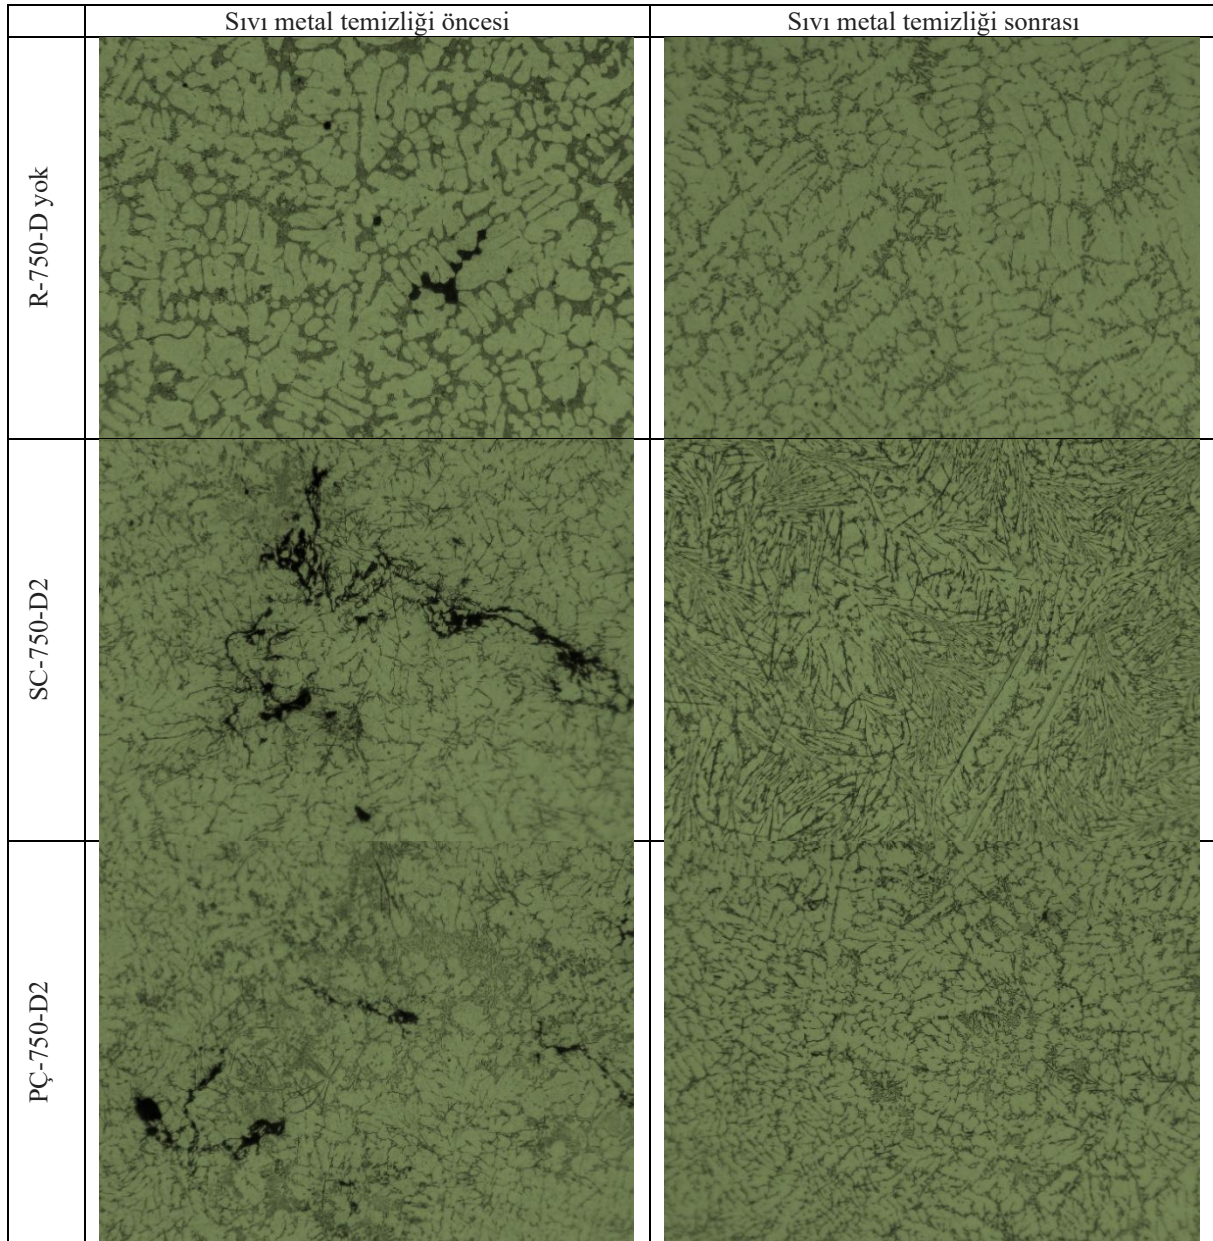 Sıvı metal temizliği öncesi
Sıvı metal temizliği sonrası
R-750-D yok
SC-750-D2
PÇ-750-D2